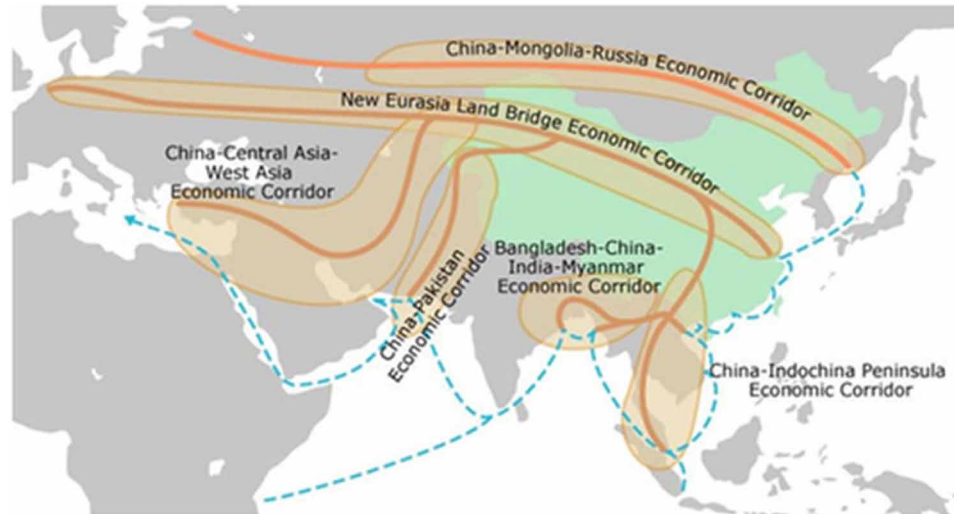 China-Mongolia-Russia Economic Corridor
New Eurasia Land Bridge Economic Corridor
China-Central Asia-
West Asia
Economic Corridor
China-Pakistan
Economic Corridor
Bangladesh-China-
India-Myanmar
Economic Corridor
China-Indochina Peninsula
Economic Corridor